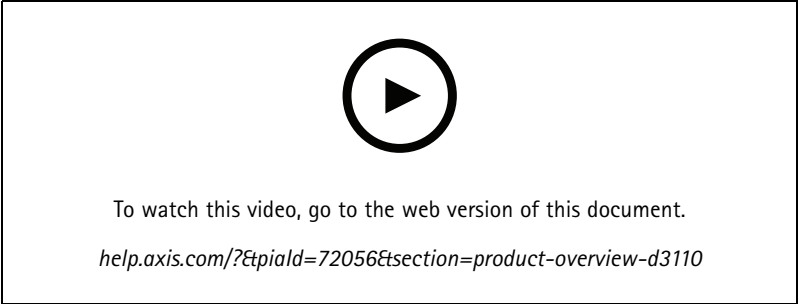 To watch this video, go to the web version of this document.
help.axis.com/?&piaId=72056&section=product-overview-d3110